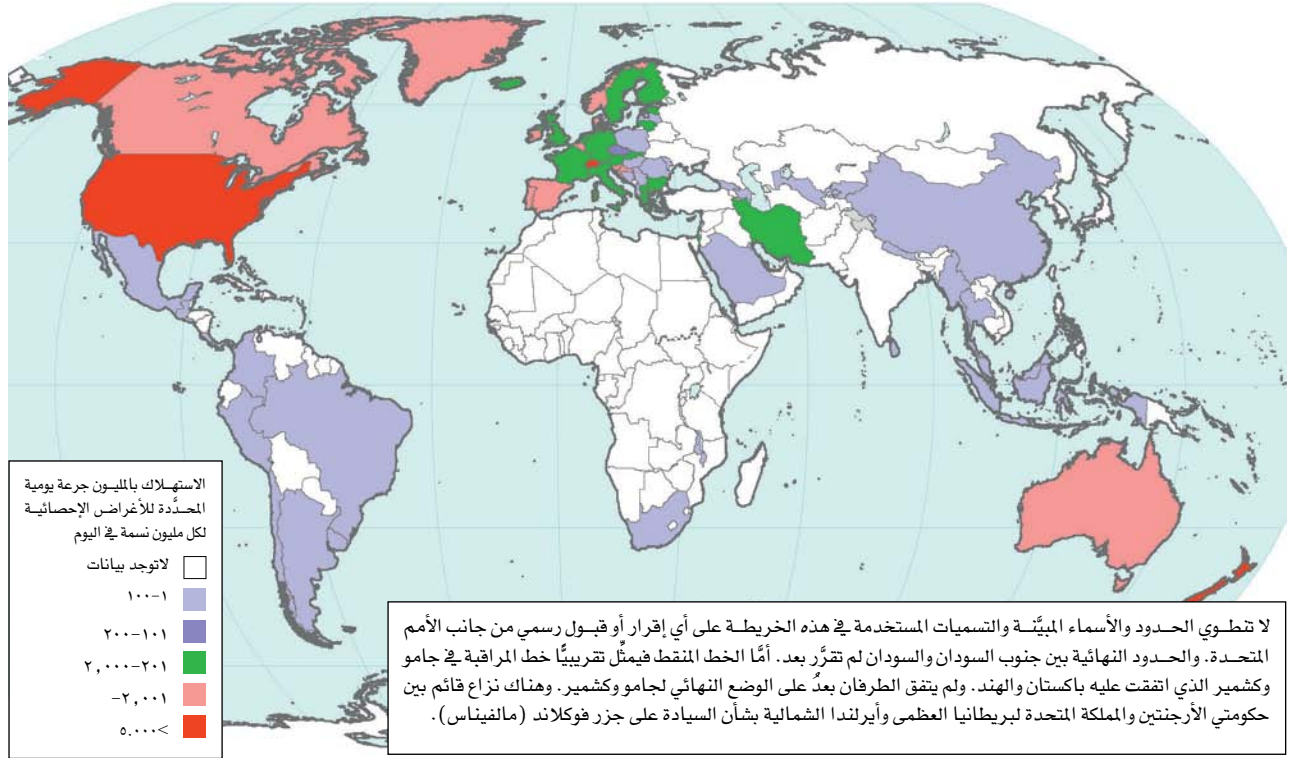 الاستهلاك بالمليون جرعة يومية
المحدَّدة للأغراض الإحصائية
لكل مليون نسمة في اليوم
لاتوجد بيانات
١-١٠٠
١٠١-٢٠٠
٢٠١-٢,٠٠٠
٢,٠٠١-
>٥.٠٠٠
لا تنطوي الحدود والأسماء المبيَّنة والتسميات المستخدمة في هذه الخريطة على أي إقرار أو قبول رسمي من جانب الأمم
المتحدة. والحدود النهائية بين جنوب السودان والسودان لم تقرَّر بعد. أمَّا الخط المنقط فيمثِّل تقريبيًّا خط المراقبة في جامو
وكشمير الذي اتفقت عليه باكستان والهند. ولم يتفق الطرفان بعدُ على الوضع النهائي لجامو وكشمير. وهناك نزاع قائم بين
حكومتي الأرجنتين والمملكة المتحدة لبريطانيا العظمى وأيرلندا الشمالية بشأن السيادة على جزر فوكلاند (مالفيناس).